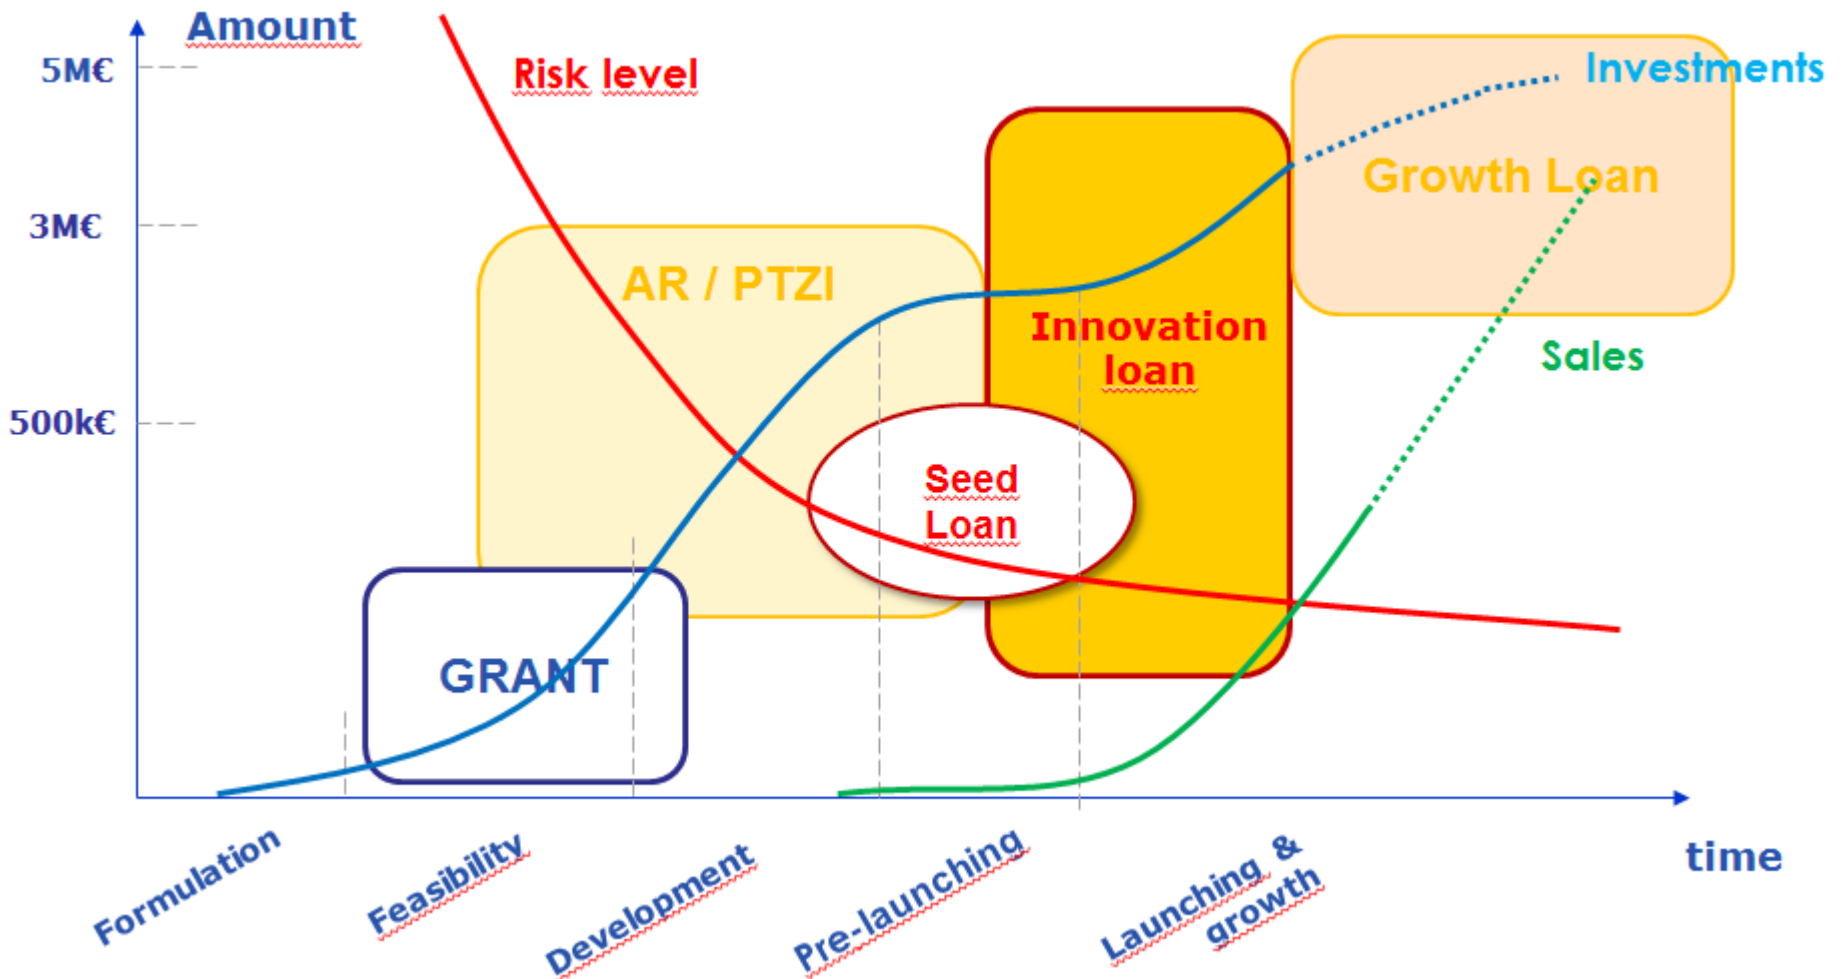 Amount
5M€
Risk level
Investments
Growth Loan
3M€
AR / PTZI
Innovation
loan
Sales
500k€
Seed
Loan
GRANT
Formulation
Feasibility
Development
Pre-launching
Launching &
growth
time